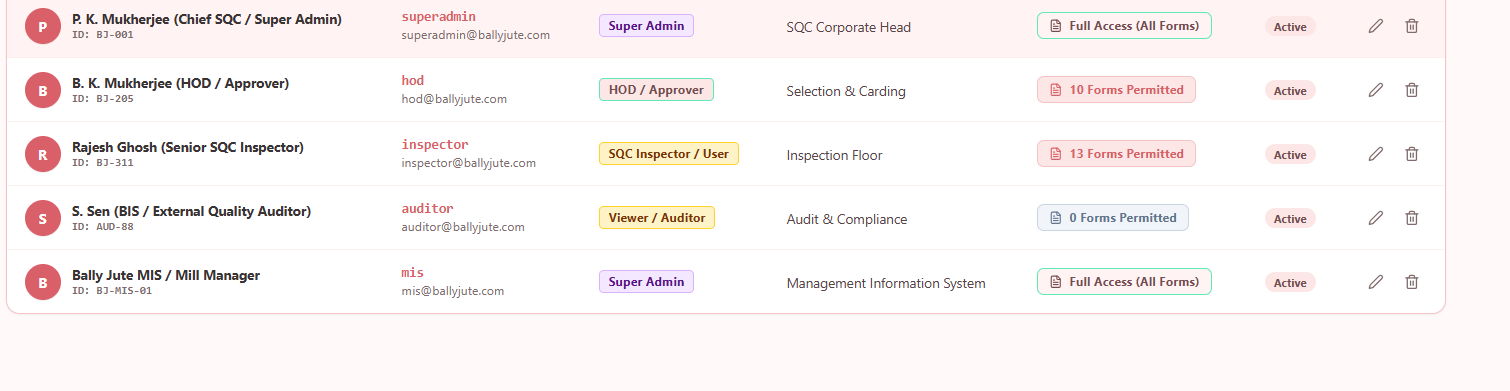 P
P. K. Mukherjee (Chief SQC / Super Admin)
ID: BJ-001
superadmin
superadmin@ballyjute.com
Super Admin
SQC Corporate Head
Full Access (All Forms)
Active
B
B. K. Mukherjee (HOD / Approver)
ID: BJ-205
hod
hod@ballyjute.com
HOD / Approver
Selection & Carding
10 Forms Permitted
Active
R
Rajesh Ghosh (Senior SQC Inspector)
ID: BJ-311
inspector
inspector@ballyjute.com
SQC Inspector / User
Inspection Floor
13 Forms Permitted
Active
S
S. Sen (BIS / External Quality Auditor)
ID: AUD-88
auditor
auditor@ballyjute.com
Viewer / Auditor
Audit & Compliance
0 Forms Permitted
Active
B
Bally Jute MIS / Mill Manager
ID: BJ-MIS-01
mis
mis@ballyjute.com
Super Admin
Management Information System
Full Access (All Forms)
Active